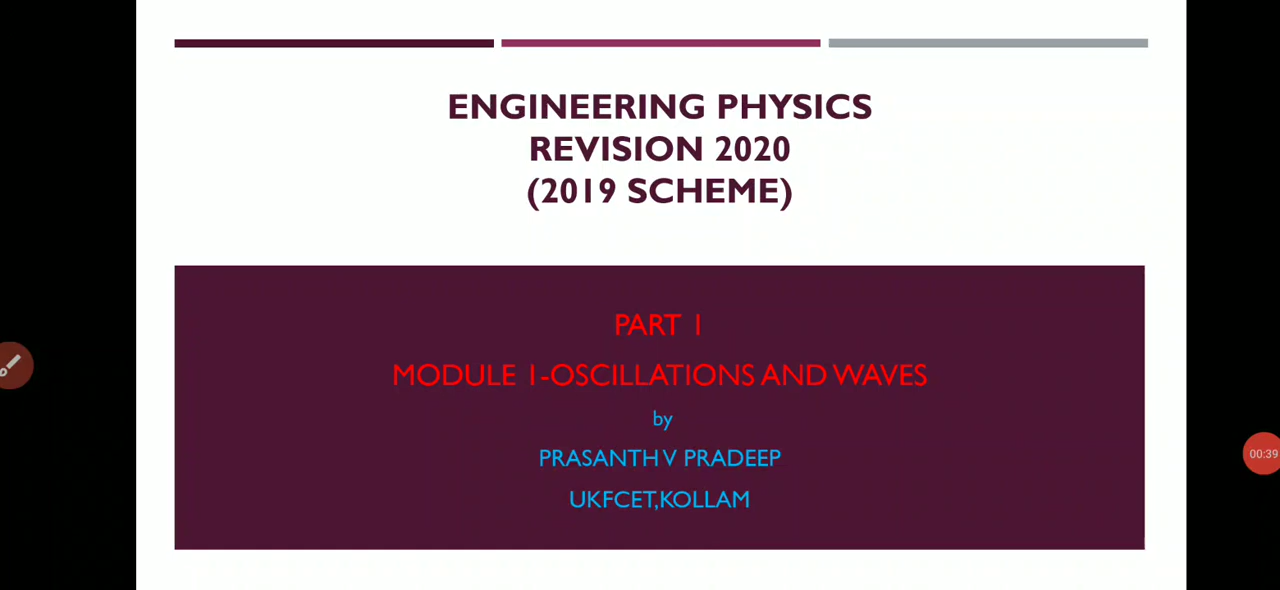 ENGINEERING PHYSICS
REVISION 2020
(2019 SCHEME)
PART 1
MODULE 1-OSCILLATIONS AND WAVES
by
PRASANTH V PRADEEP
UKFCET,KOLLAM
00:39